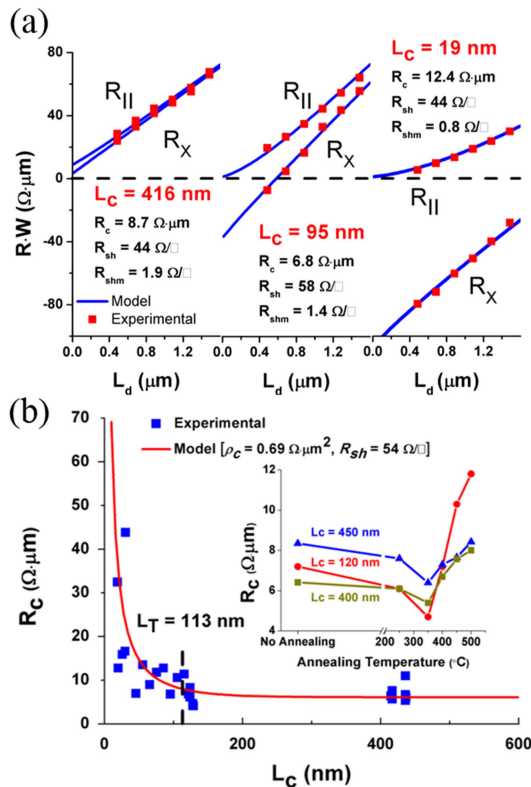 (a)
R·W (Ω·μm)
80
40
0
-40
-80
R_II
R_X
L_C = 416 nm
R_c = 8.7 Ω·μm
R_sh = 44 Ω/□
R_shm = 1.9 Ω/□
Model
Experimental
R_II
R_X
L_C = 95 nm
R_c = 6.8 Ω·μm
R_sh = 58 Ω/□
R_shm = 1.4 Ω/□
L_C = 19 nm
R_c = 12.4 Ω·μm
R_sh = 44 Ω/□
R_shm = 0.8 Ω/□
R_II
R_X
0.0 0.4 0.8 1.2 0.0 0.4 0.8 1.2 0.0 0.4 0.8 1.2
L_d (μm) L_d (μm) L_d (μm)
(b)
R_C (Ω·μm)
70
60
50
40
30
20
10
0
Experimental
Model [ρ_c = 0.69 Ω·μm², R_sh = 54 Ω/□]
L_T = 113 nm
R_C (Ω·μm)
12
10
8
6
4
Lc = 450 nm
Lc = 120 nm
Lc = 400 nm
No Annealing 200 300 400 500
Annealing Temperature (°C)
0 200 400 600
L_C (nm)